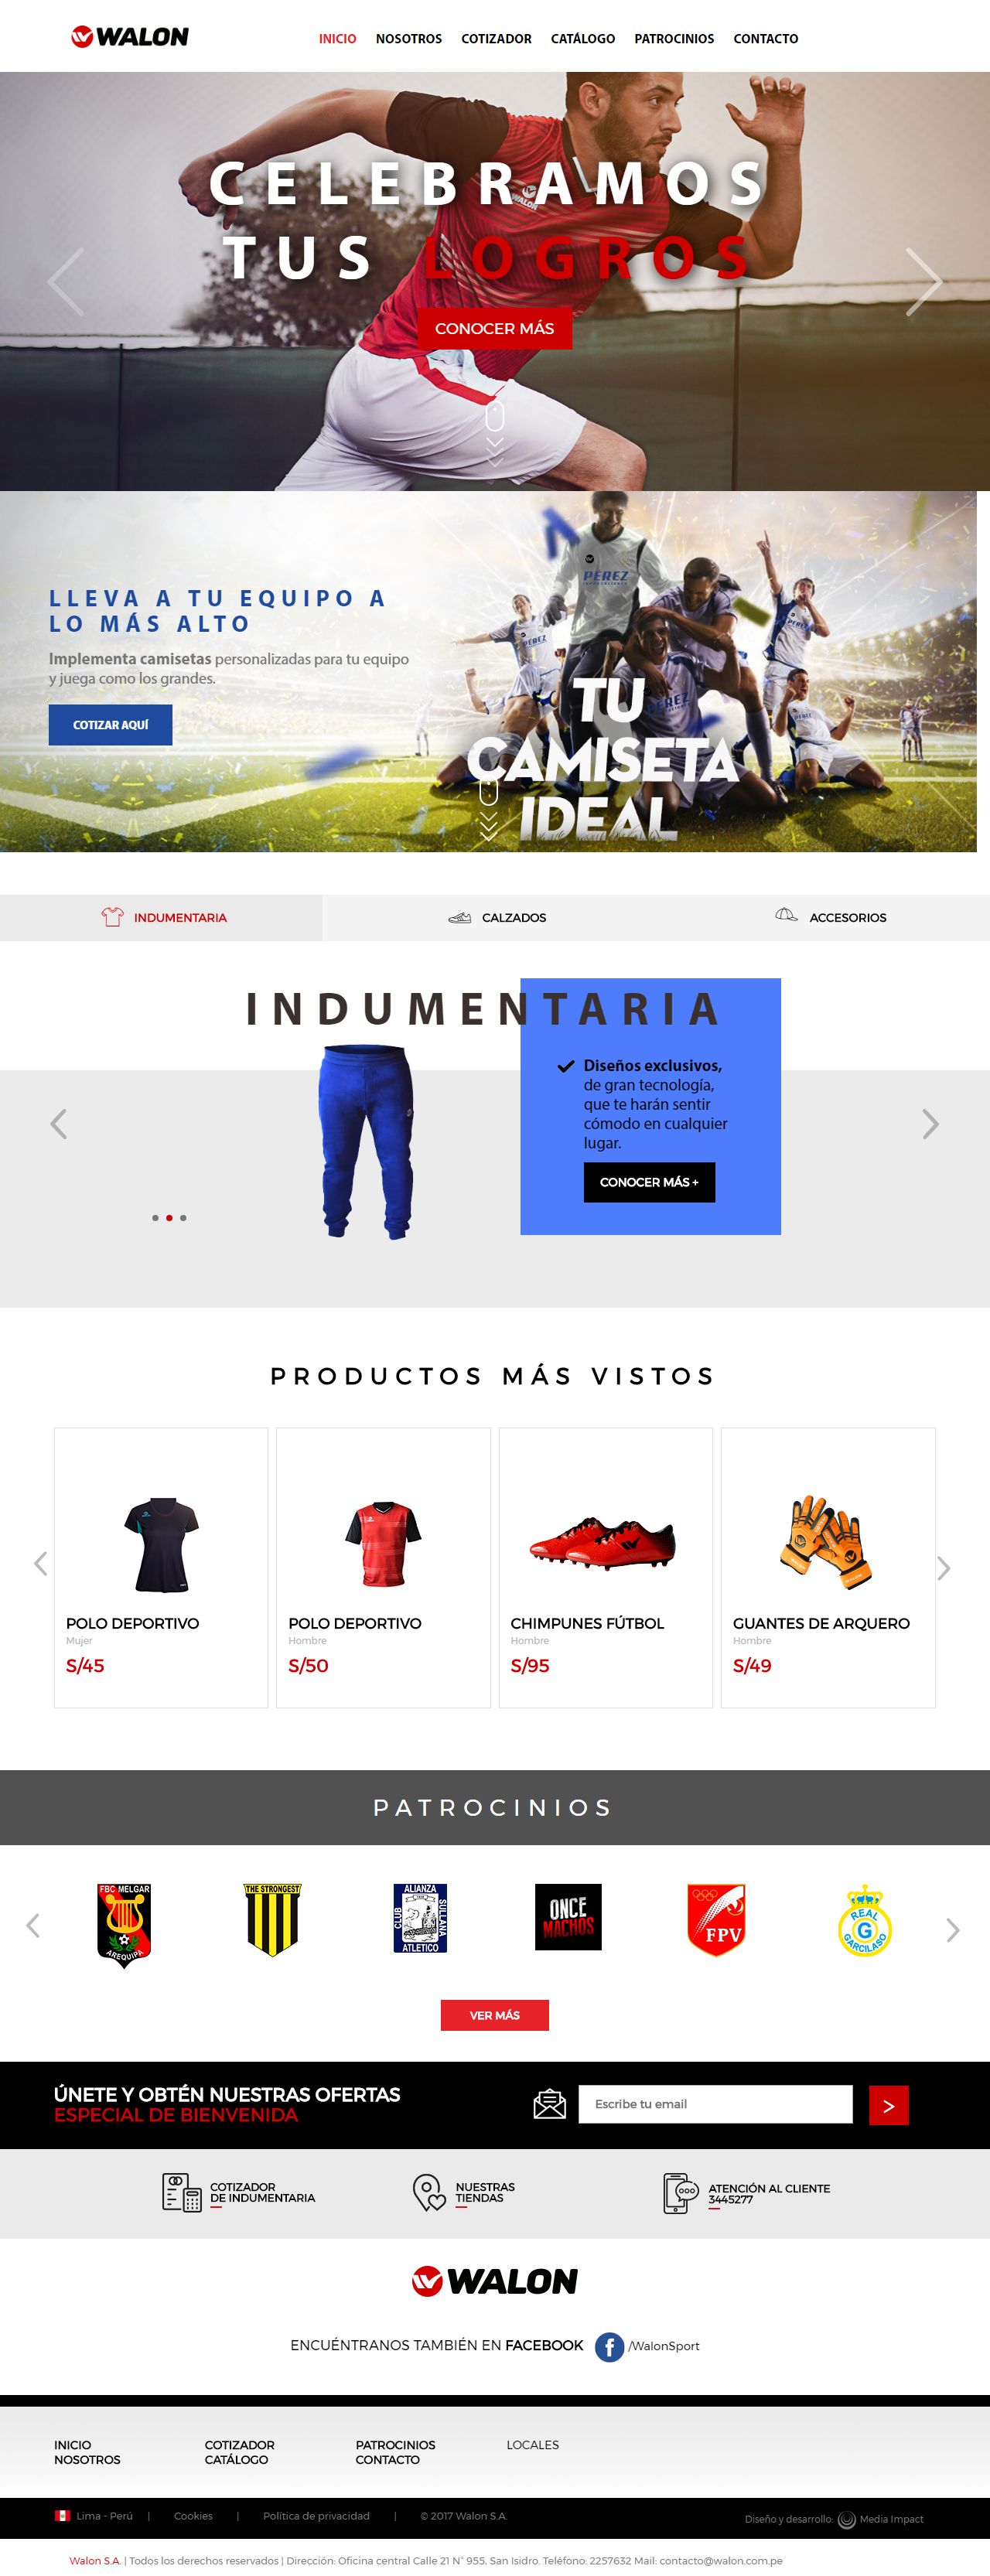 WALON
INICIO NOSOTROS COTIZADOR CATÁLOGO PATROCINIOS CONTACTO
CELEBRAMOS
WALON
TUS LOGROS
CONOCER MÁS
PEREZ
PEREZ
LLEVA A TU EQUIPO A
LO MÁS ALTO
Implementa camisetas personalizadas para tu equipo
y juega como los grandes.
COTIZAR AQUÍ
TU
CAMISETA
IDEAL
INDUMENTARIA
CALZADOS
ACCESORIOS
INDUMENTARIA
Diseños exclusivos,
de gran tecnología,
que te harán sentir
cómodo en cualquier
lugar.
CONOCER MÁS +
PRODUCTOS MÁS VISTOS
POLO DEPORTIVO
Mujer
S/45
POLO DEPORTIVO
Hombre
S/50
CHIMPUNES FÚTBOL
Hombre
S/95
GUANTES DE ARQUERO
Hombre
S/49
PATROCINIOS
FBC MELGAR
AREQUIPA
THE STRONGEST
ALIANZA
CLUB
SULLANA
ATLETICO
ONCE
MACHOS
FPV
REAL
G
GARCILASO
VER MÁS
ÚNETE Y OBTÉN NUESTRAS OFERTAS
ESPECIAL DE BIENVENIDA
Escribe tu email
>
COTIZADOR
DE INDUMENTARIA
NUESTRAS
TIENDAS
ATENCIÓN AL CLIENTE
3445277
WALON
ENCUÉNTRANOS TAMBIÉN EN FACEBOOK
f
/WalonSport
INICIO
NOSOTROS
COTIZADOR
CATÁLOGO
PATROCINIOS
CONTACTO
LOCALES
Lima - Perú | Cookies | Política de privacidad | © 2017 Walon S.A.
Diseño y desarrollo: Media Impact
Walon S.A. | Todos los derechos reservados | Dirección: Oficina central Calle 21 N° 955, San Isidro. Teléfono: 2257632 Mail: contacto@walon.com.pe